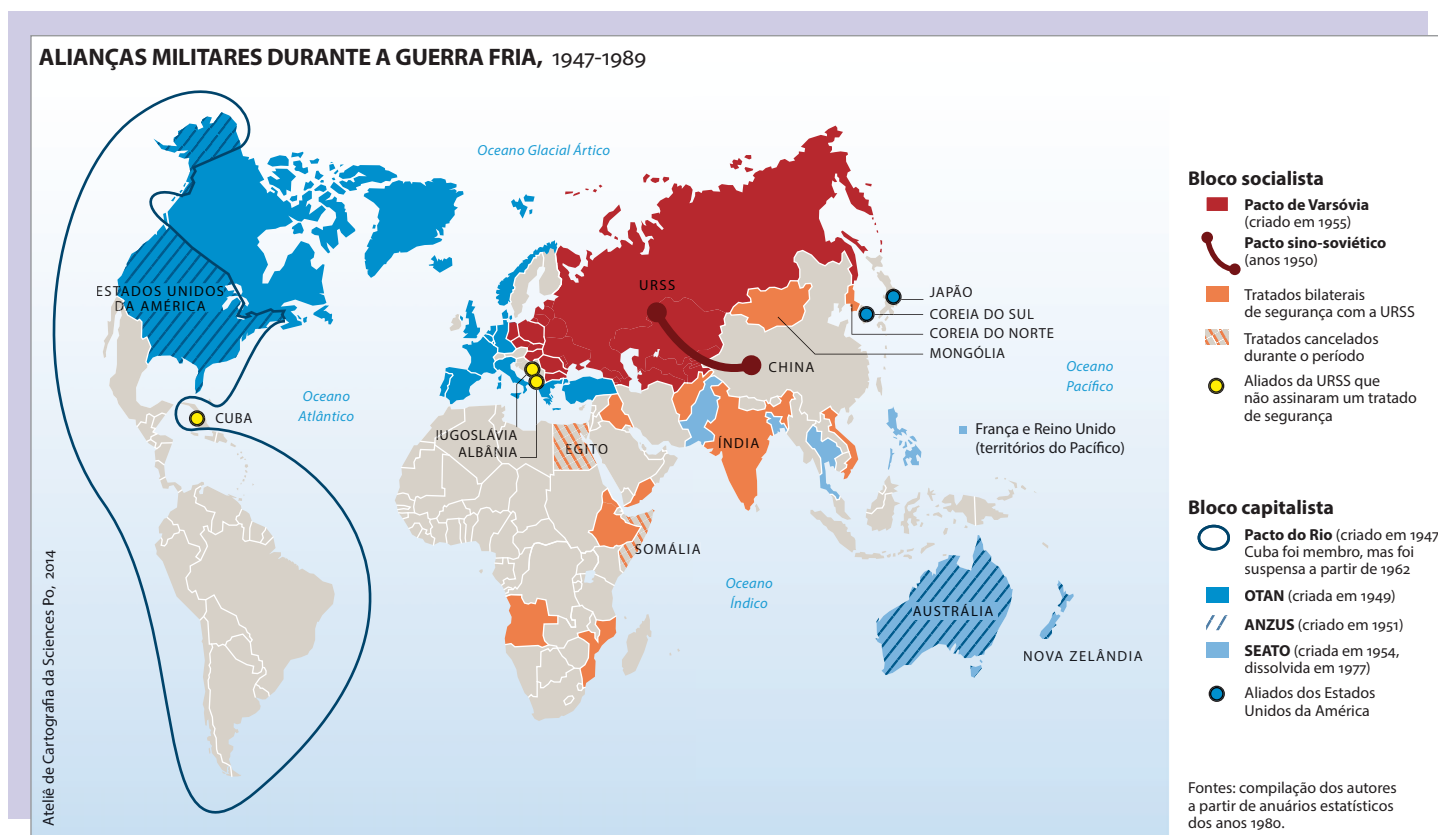 ALIANÇAS MILITARES DURANTE A GUERRA FRIA, 1947-1989
Oceano Glacial Ártico
ESTADOS UNIDOS
DA AMÉRICA
URSS
JAPÃO
COREIA DO SUL
COREIA DO NORTE
MONGÓLIA
CHINA
Oceano
Pacífico
Oceano
Atlântico
CUBA
IUGOSLÁVIA
ALBÂNIA
EGITO
ÍNDIA
França e Reino Unido
(territórios do Pacífico)
SOMÁLIA
Oceano
Índico
AUSTRÁLIA
NOVA ZELÂNDIA
Ateliê de Cartografia da Sciences Po, 2014
Bloco socialista
Pacto de Varsóvia
(criado em 1955)
Pacto sino-soviético
(anos 1950)
Tratados bilaterais
de segurança com a URSS
Tratados cancelados
durante o período
Aliados da URSS que
não assinaram um tratado
de segurança
Bloco capitalista
Pacto do Rio (criado em 1947
Cuba foi membro, mas foi
suspensa a partir de 1962
OTAN (criada em 1949)
ANZUS (criado em 1951)
SEATO (criada em 1954,
dissolvida em 1977)
Aliados dos Estados
Unidos da América
Fontes: compilação dos autores
a partir de anuários estatísticos
dos anos 1980.